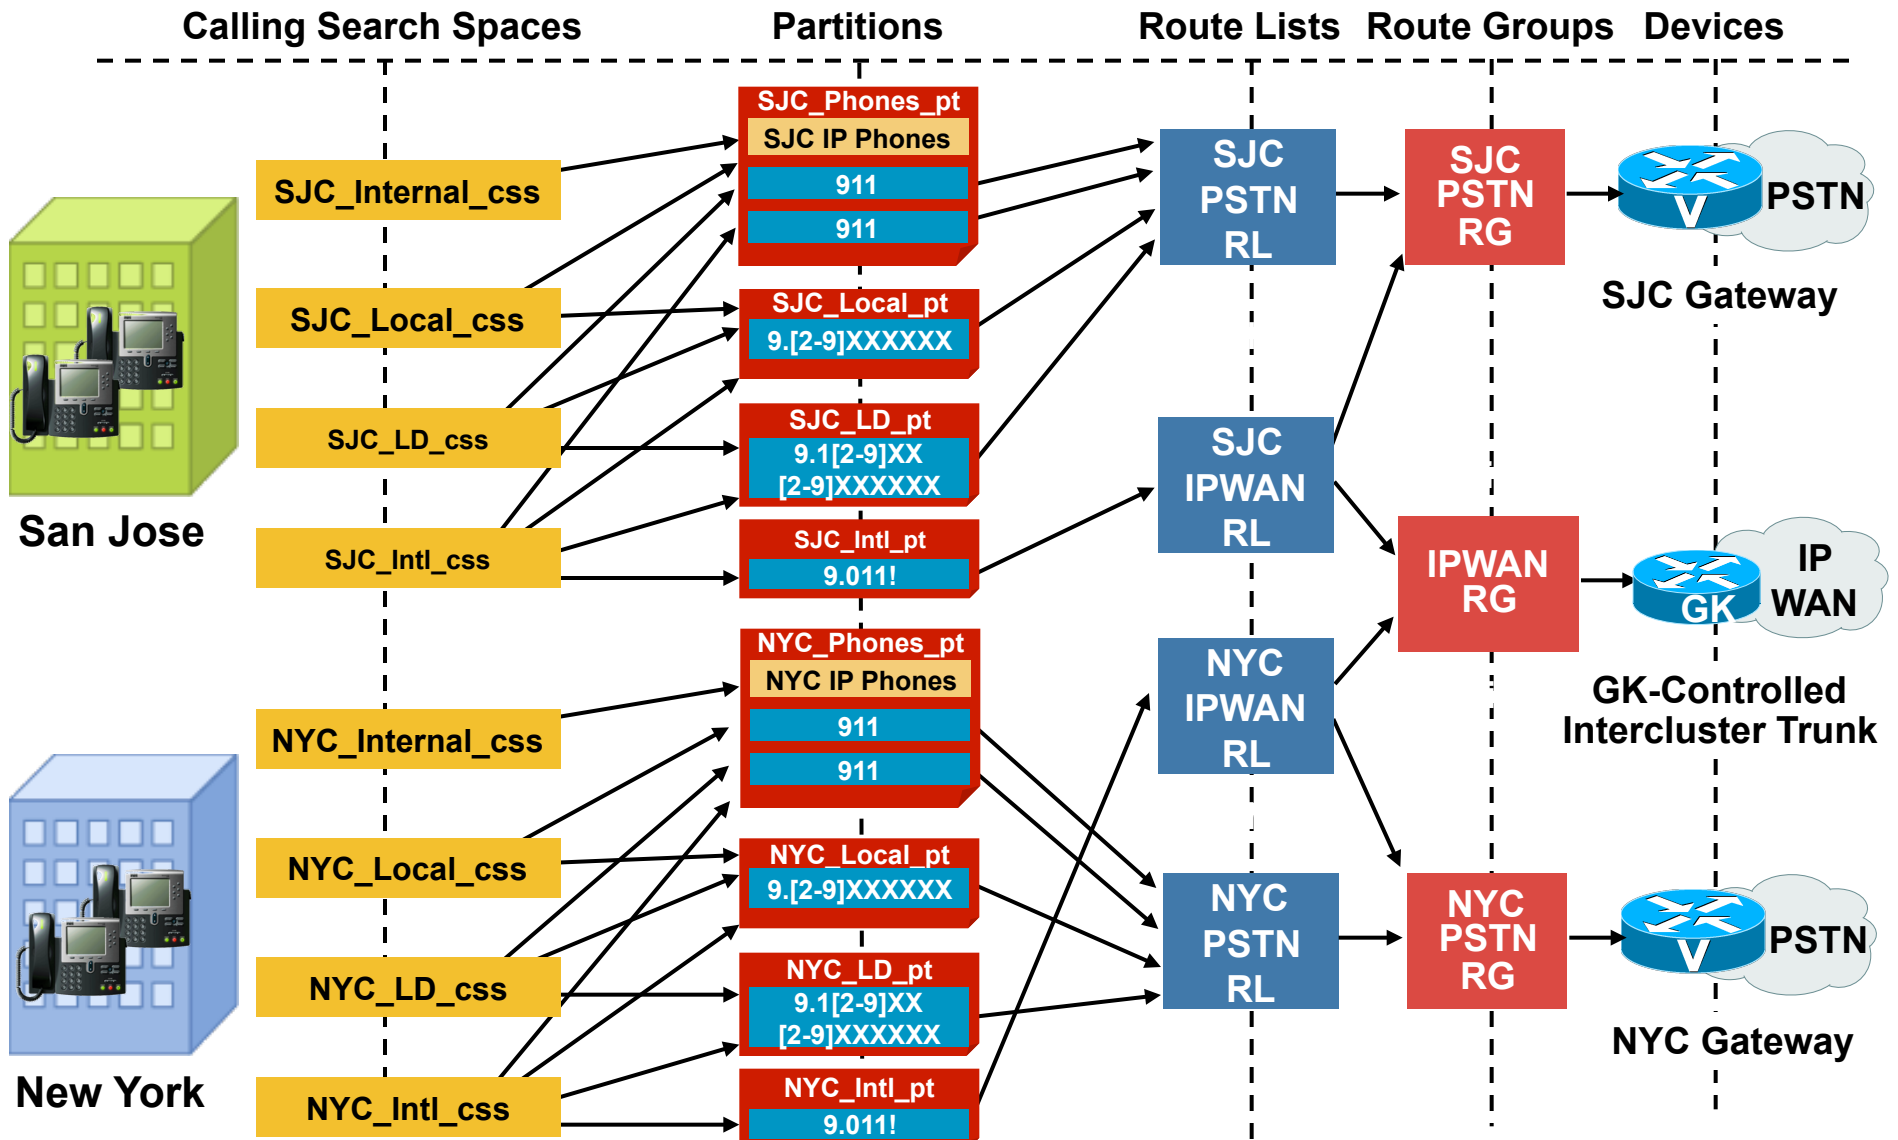 Calling Search Spaces
Partitions
Route Lists
Route Groups
Devices
San Jose
SJC_Internal_css
SJC_Local_css
SJC_LD_css
SJC_Intl_css
SJC_Phones_pt
SJC IP Phones
911
911
SJC_Local_pt
9.[2-9]XXXXXX
SJC_LD_pt
9.1[2-9]XX
[2-9]XXXXXX
SJC_Intl_pt
9.011!
SJC
PSTN
RL
SJC
IPWAN
RL
SJC
PSTN
RG
V
PSTN
SJC Gateway
IPWAN
RG
GK
IP
WAN
GK-Controlled
Intercluster Trunk
New York
NYC_Internal_css
NYC_Local_css
NYC_LD_css
NYC_Intl_css
NYC_Phones_pt
NYC IP Phones
911
911
NYC_Local_pt
9.[2-9]XXXXXX
NYC_LD_pt
9.1[2-9]XX
[2-9]XXXXXX
NYC_Intl_pt
9.011!
NYC
IPWAN
RL
NYC
PSTN
RL
NYC
PSTN
RG
V
PSTN
NYC Gateway